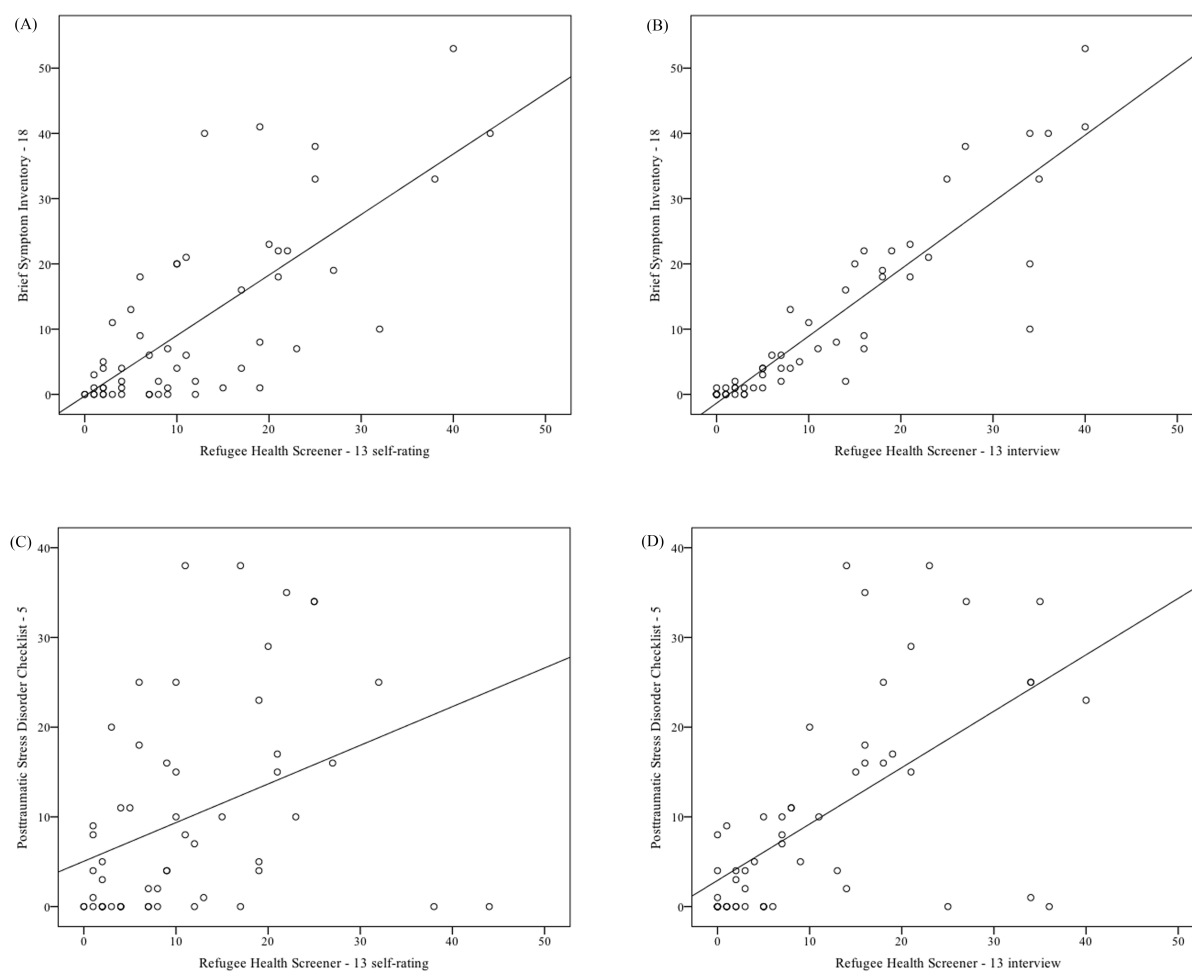 (A)
Brief Symptom Inventory - 18
50
40
30
20
10
0
0 10 20 30 40 50
Refugee Health Screener - 13 self-rating
(B)
Brief Symptom Inventory - 18
50
40
30
20
10
0
0 10 20 30 40 50
Refugee Health Screener - 13 interview
(C)
Posttraumatic Stress Disorder Checklist - 5
40
30
20
10
0
0 10 20 30 40 50
Refugee Health Screener - 13 self-rating
(D)
Posttraumatic Stress Disorder Checklist - 5
40
30
20
10
0
0 10 20 30 40 50
Refugee Health Screener - 13 interview